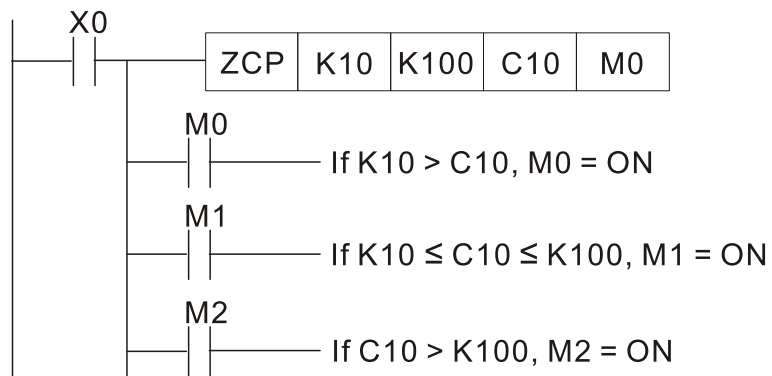 X0
ZCP K10 K100 C10 M0
M0
If K10 > C10, M0 = ON
M1
If K10 ≤ C10 ≤ K100, M1 = ON
M2
If C10 > K100, M2 = ON